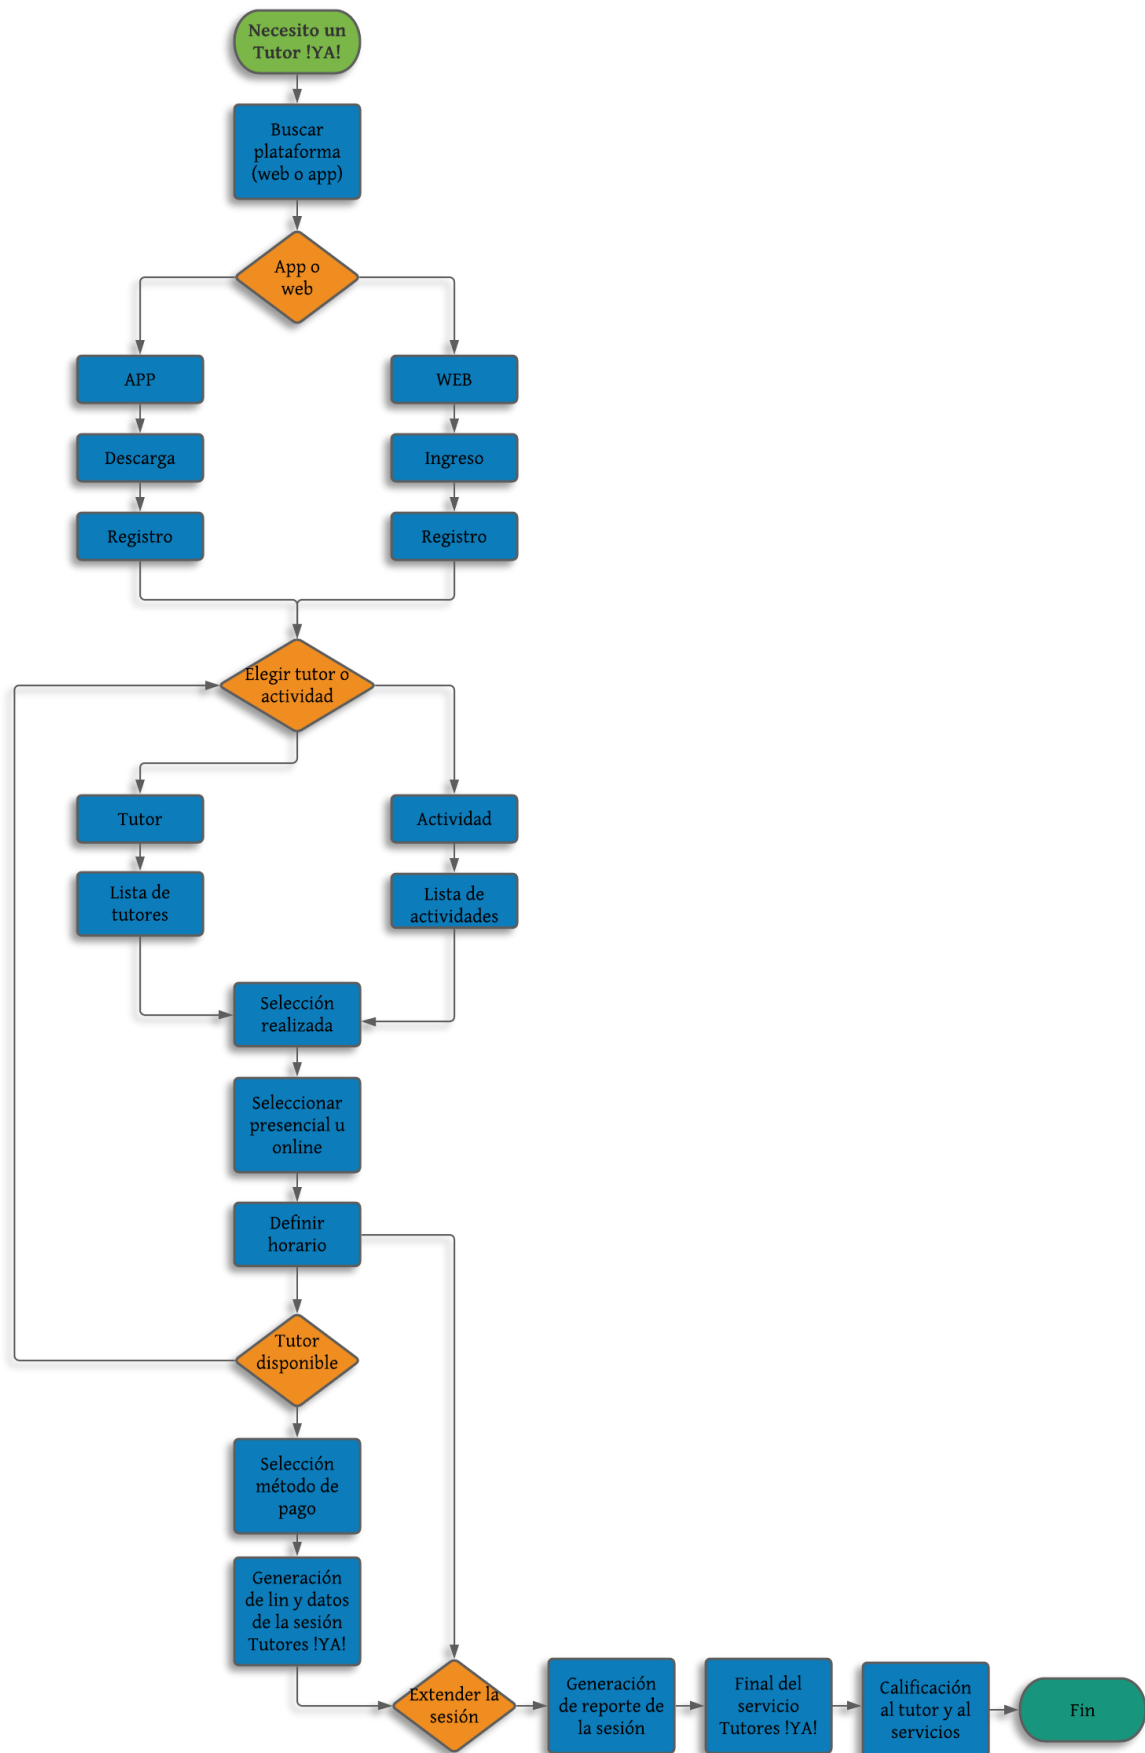 Necesito un
Tutor !YA!
Buscar
plataforma
(web o app)
App o
web
APP
WEB
Descarga
Ingreso
Registro
Registro
Elegir tutor o
actividad
Tutor
Actividad
Lista de
tutores
Lista de
actividades
Selección
realizada
Seleccionar
presencial u
online
Definir
horario
Tutor
disponible
Selección
método de
pago
Generación
de lin y datos
de la sesión
Tutores !YA!
Extender la
sesión
Generación
de reporte de
la sesión
Final del
servicio
Tutores !YA!
Calificación
al tutor y al
servicios
Fin